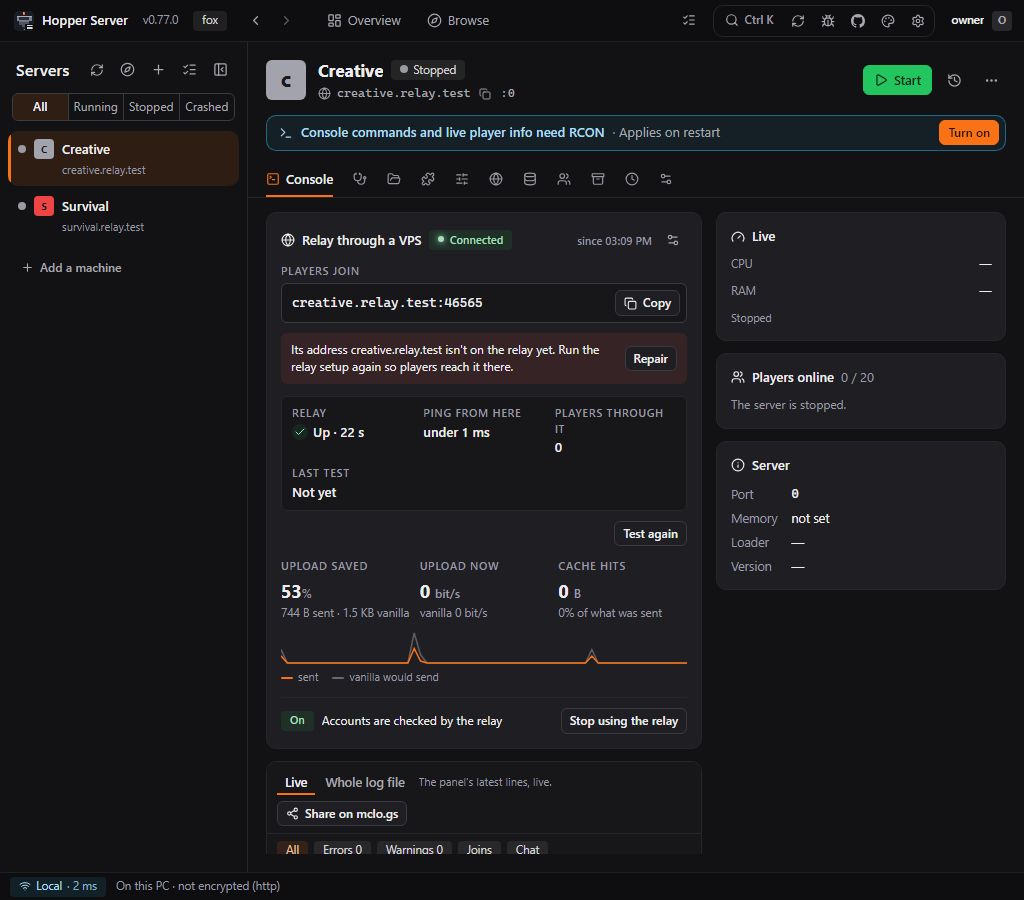 Hopper Server v0.77.0 fox Overview Browse Ctrl K owner O
Servers
All Running Stopped Crashed
C Creative
creative.relay.test
S Survival
survival.relay.test
Add a machine
C Creative Stopped
creative.relay.test :0
Start
Console commands and live player info need RCON · Applies on restart Turn on
Console
Relay through a VPS Connected since 03:09 PM
PLAYERS JOIN
creative.relay.test:46565 Copy
Its address creative.relay.test isn't on the relay yet. Run the
relay setup again so players reach it there.
Repair
RELAY PING FROM HERE PLAYERS THROUGH
IT
Up · 22 s under 1 ms 0
LAST TEST
Not yet
Test again
UPLOAD SAVED UPLOAD NOW CACHE HITS
53% 0 bit/s 0 B
744 B sent · 1.5 KB vanilla vanilla 0 bit/s 0% of what was sent
sent vanilla would send
On Accounts are checked by the relay Stop using the relay
Live Whole log file The panel's latest lines, live.
Share on mclo.gs
All Errors 0 Warnings 0 Joins Chat
Live
CPU —
RAM —
Stopped
Players online 0 / 20
The server is stopped.
Server
Port 0
Memory not set
Loader —
Version —
Local · 2 ms On this PC · not encrypted (http)